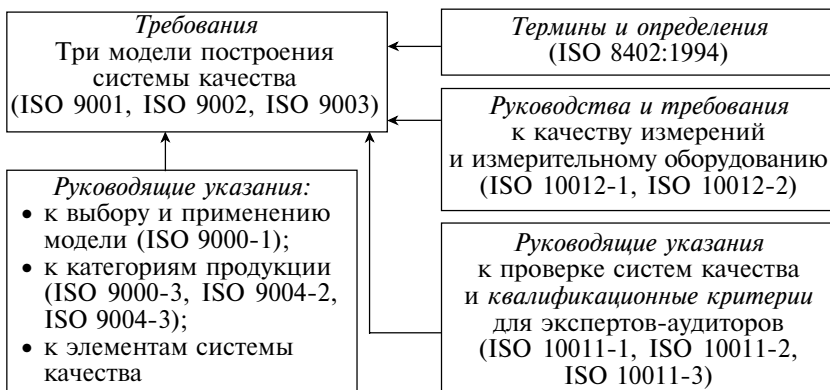 Требования
Три модели построения
системы качества
(ISO 9001, ISO 9002, ISO 9003)
Термины и определения
(ISO 8402:1994)
Руководства и требования
к качеству измерений
и измерительному оборудованию
(ISO 10012-1, ISO 10012-2)
Руководящие указания:
• к выбору и применению
модели (ISO 9000-1);
• к категориям продукции
(ISO 9000-3, ISO 9004-2,
ISO 9004-3);
• к элементам системы
качества
Руководящие указания
к проверке систем качества
и квалификационные критерии
для экспертов-аудиторов
(ISO 10011-1, ISO 10011-2,
ISO 10011-3)